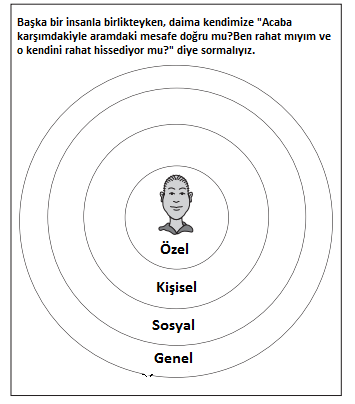 Başka bir insanla birlikteyken, daima kendimize "Acaba
karşımdakiyle aramdaki mesafe doğru mu?Ben rahat mıyım ve
o kendini rahat hissediyor mu?" diye sormalıyız.
Özel
Kişisel
Sosyal
Genel